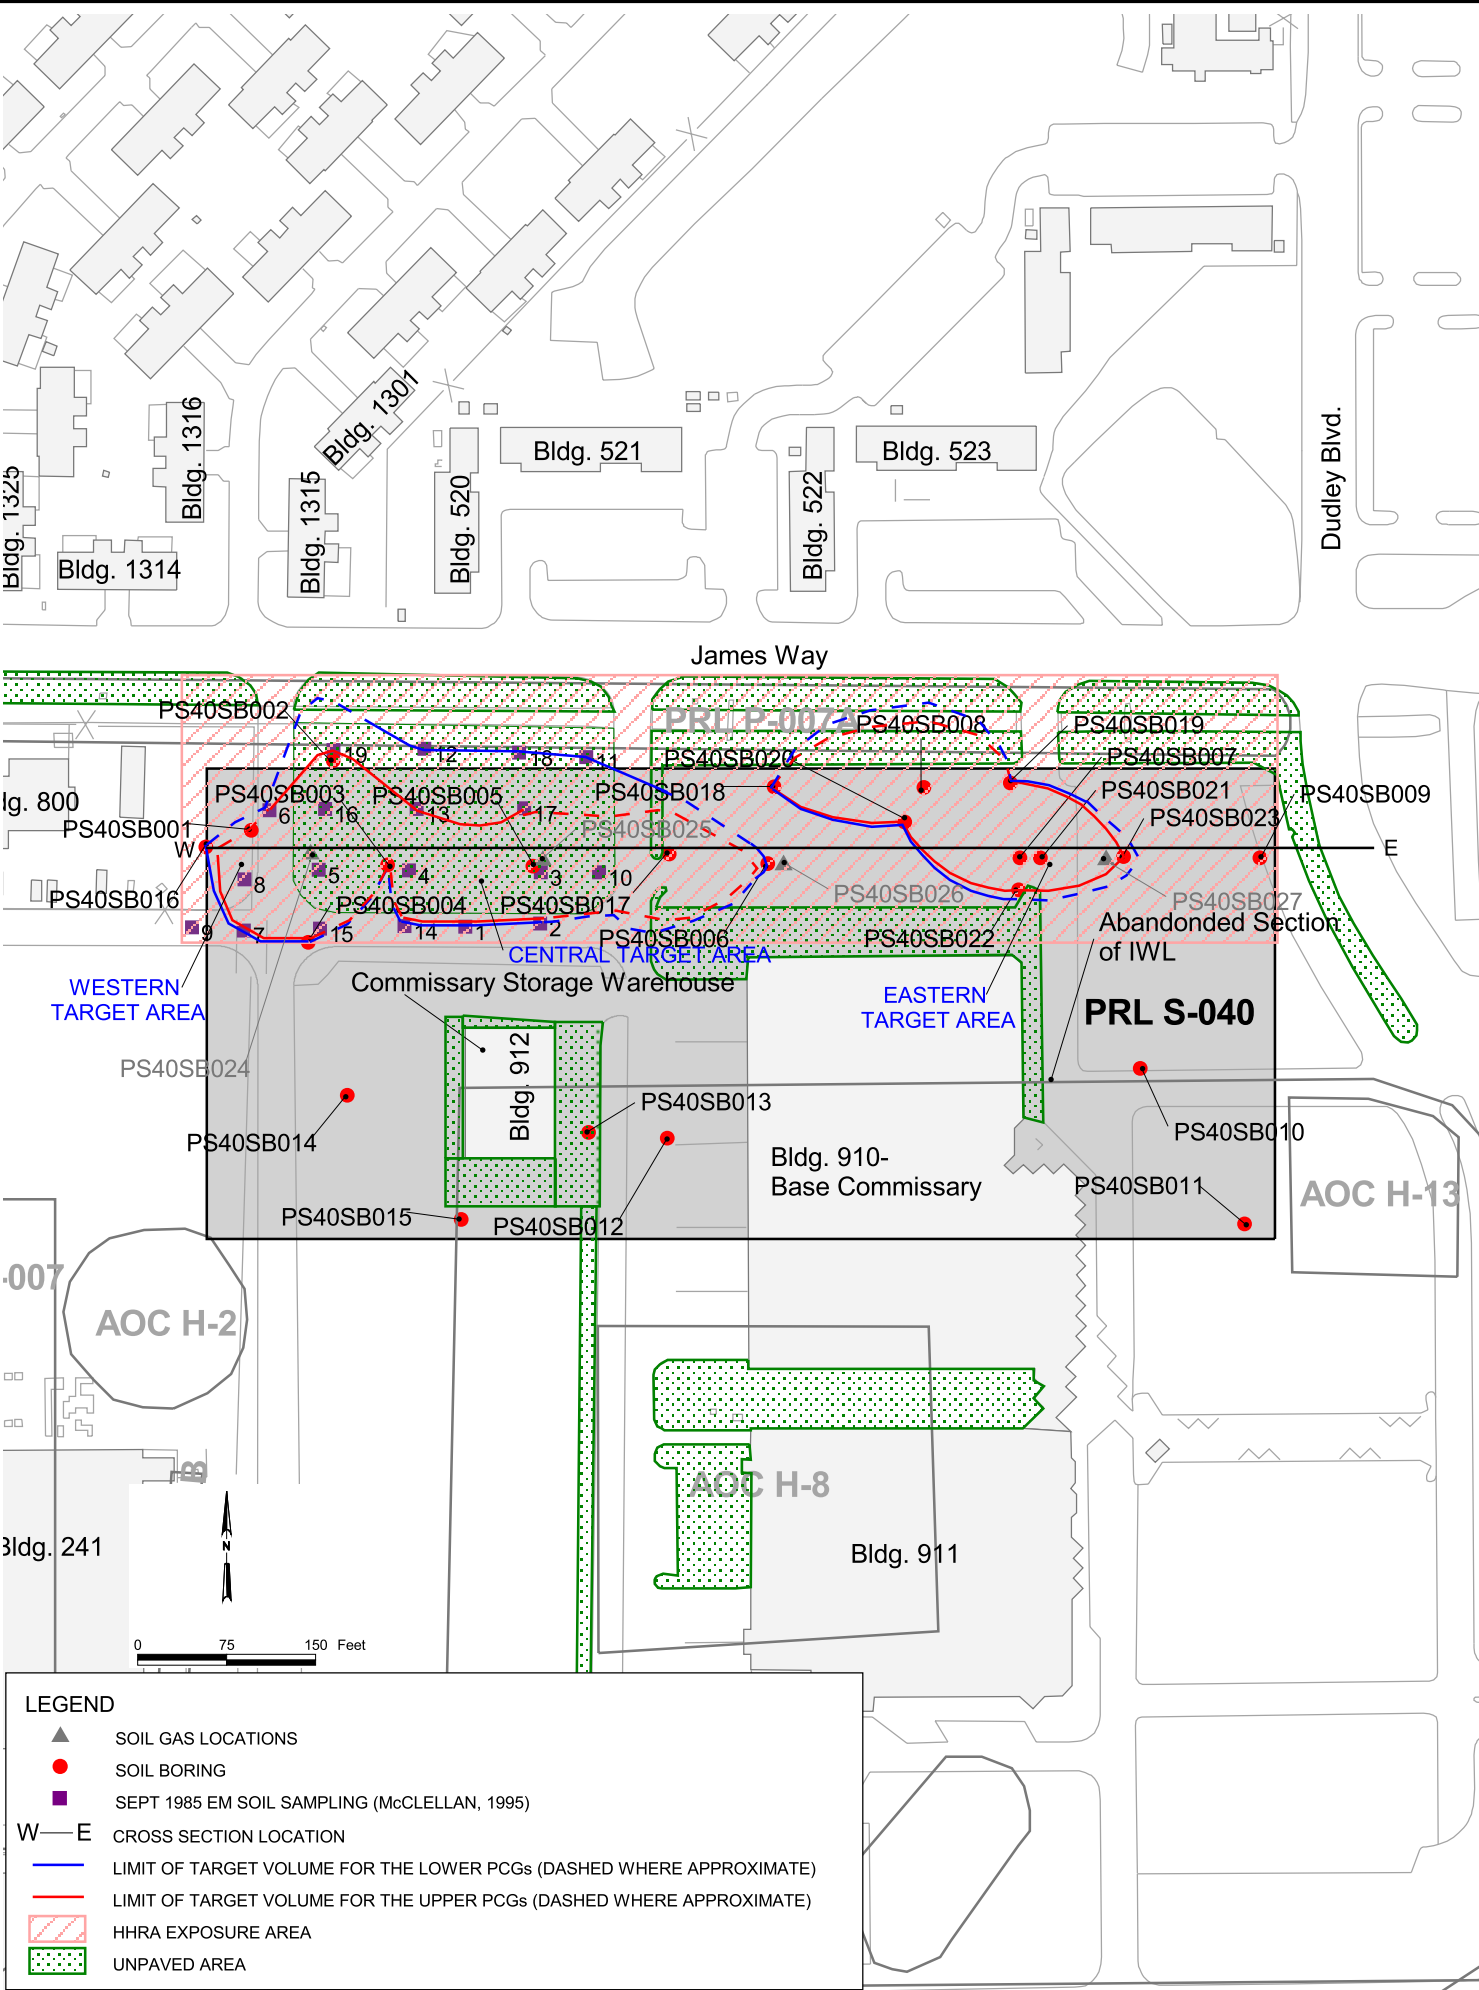 Bldg. 1301
Bldg. 1316
Bldg. 521
Bldg. 523
Dudley Blvd.
Bldg. 1325
Bldg. 1315
Bldg. 520
Bldg. 522
Bldg. 1314
James Way
PS40SB002
PRL P-007A
PS40SB008
PS40SB019
19
12
18
11
PS40SB020
PS40SB007
PS40SB003
PS40SB005
PS40SB018
PS40SB021
PS40SB009
6
16
13
17
PS40SB001
PS40SB025
PS40SB023
W
E
8
5
4
3
10
PS40SB016
PS40SB004
PS40SB017
PS40SB026
PS40SB027
9
7
15
14
1
2
PS40SB006
PS40SB022
Abandonded Section
of IWL
CENTRAL TARGET AREA
Commissary Storage Warehouse
WESTERN
TARGET AREA
EASTERN
TARGET AREA
PRL S-040
PS40SB024
Bldg. 912
PS40SB013
PS40SB014
PS40SB010
Bldg. 910-
Base Commissary
PS40SB011
AOC H-13
PS40SB015
PS40SB012
-007
AOC H-2
B
AOC H-8
Bldg. 241
Bldg. 911
N
0 75 150 Feet
LEGEND
SOIL GAS LOCATIONS
SOIL BORING
SEPT 1985 EM SOIL SAMPLING (McCLELLAN, 1995)
W E CROSS SECTION LOCATION
LIMIT OF TARGET VOLUME FOR THE LOWER PCGs (DASHED WHERE APPROXIMATE)
LIMIT OF TARGET VOLUME FOR THE UPPER PCGs (DASHED WHERE APPROXIMATE)
HHRA EXPOSURE AREA
UNPAVED AREA